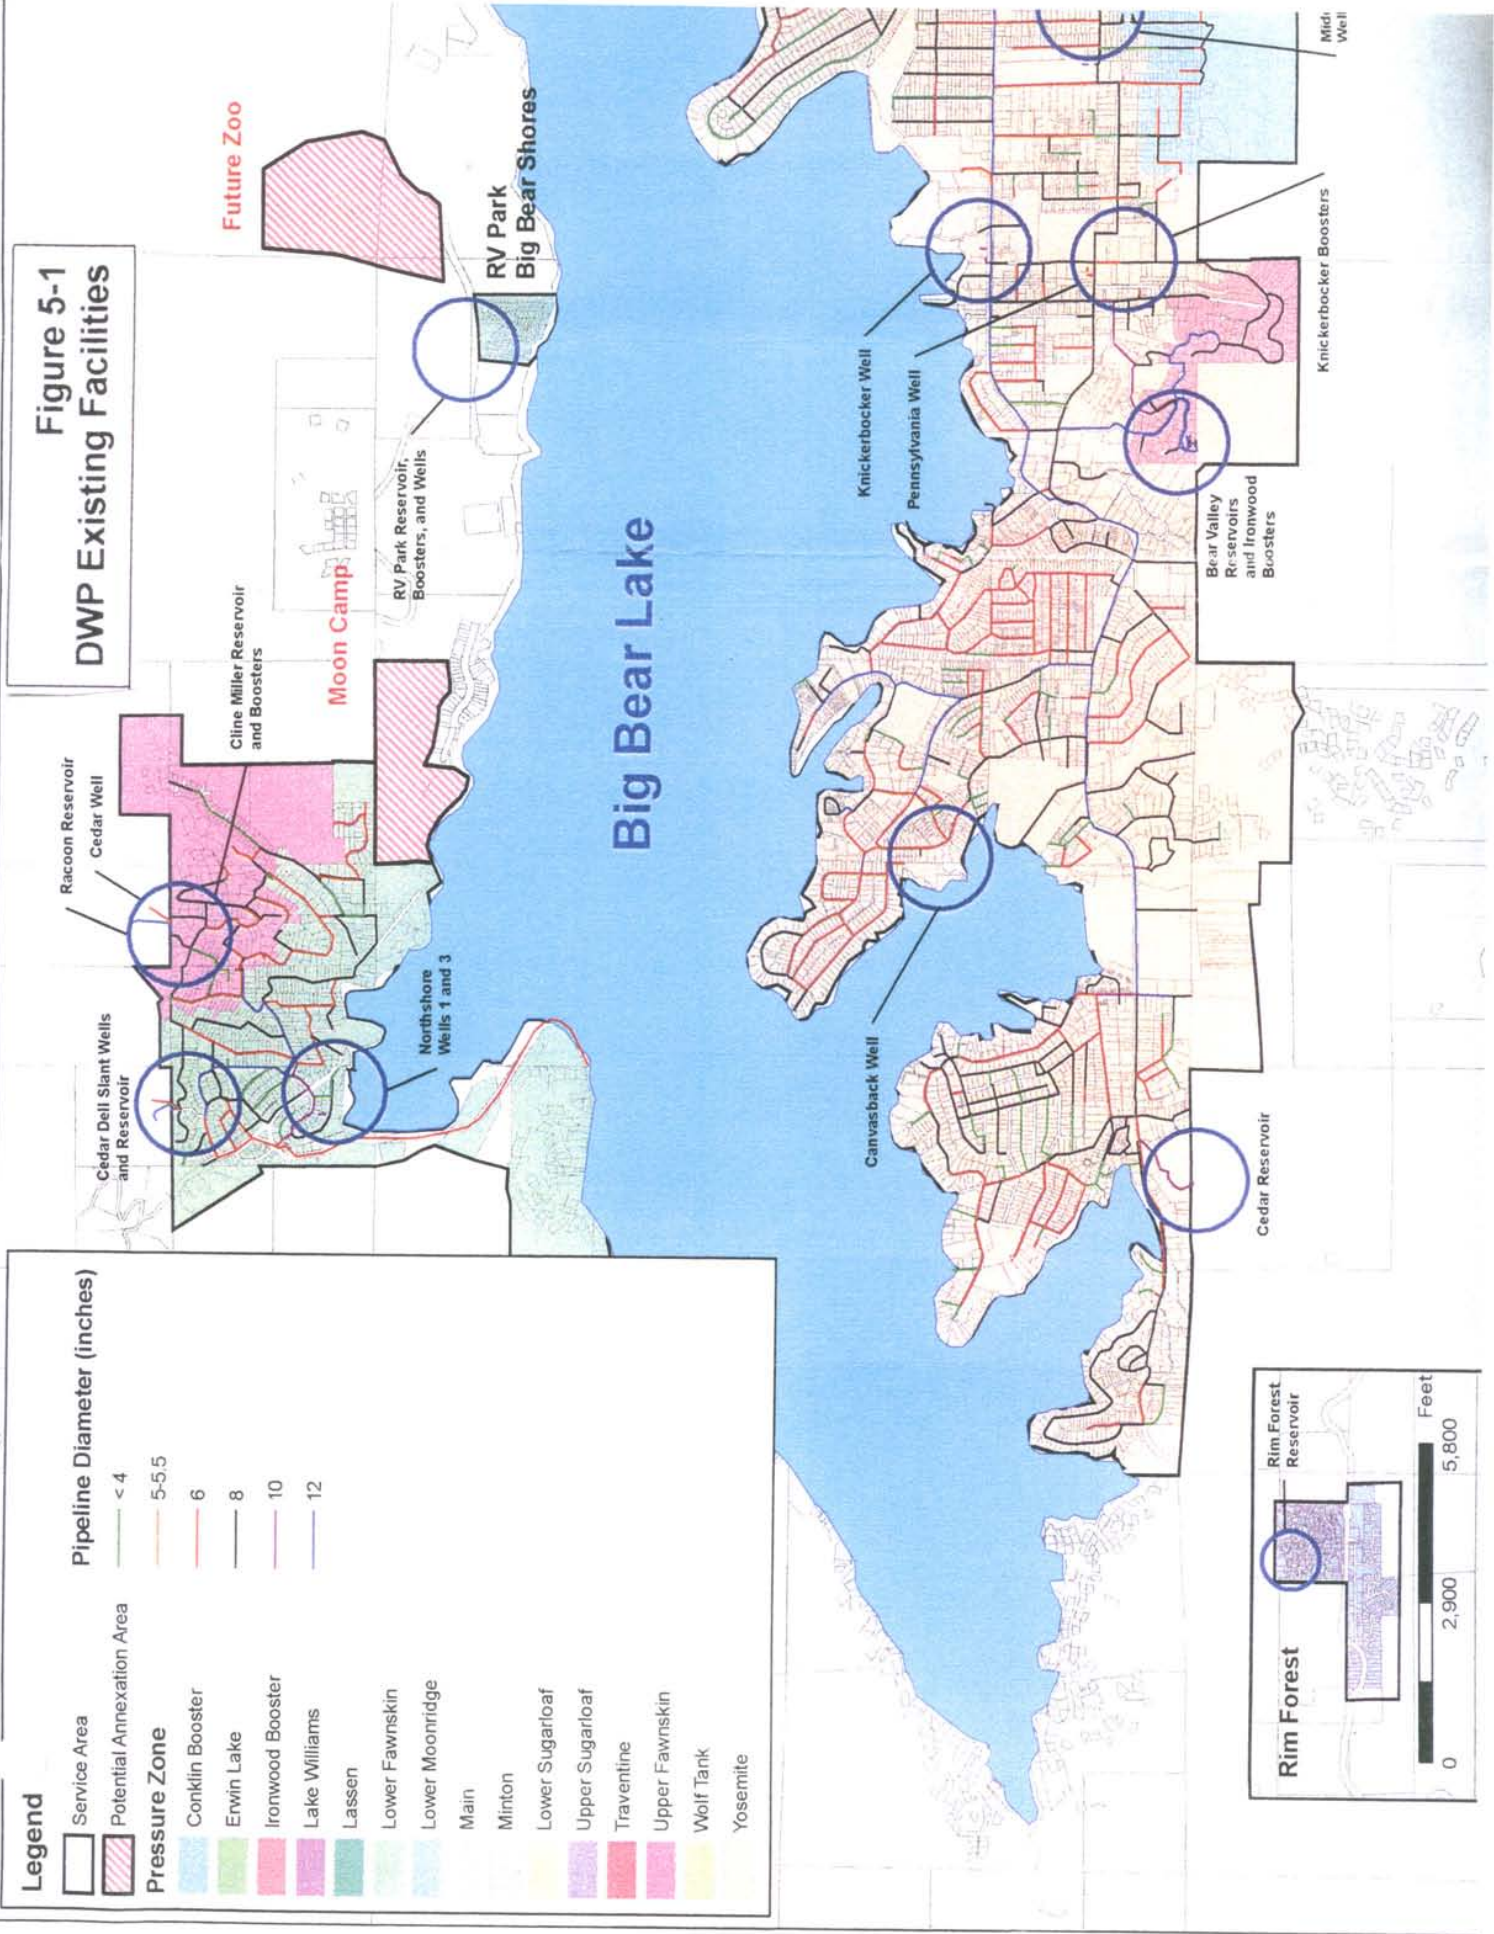 Figure 5-1
DWP Existing Facilities
Future Zoo
RV Park
Big Bear Shores
RV Park Reservoir,
Boosters, and Wells
Moon Camp
Cline Miller Reservoir
and Boosters
Racoon Reservoir
Cedar Well
Cedar Dell Slant Wells
and Reservoir
Northshore
Wells 1 and 3
Big Bear Lake
Knickerbocker Well
Pennsylvania Well
Canvasback Well
Knickerbocker Boosters
Bear Valley
Reservoirs
and Ironwood
Boosters
Cedar Reservoir
Well
Legend
Service Area
Potential Annexation Area
Pressure Zone
Conklin Booster
Erwin Lake
Ironwood Booster
Lake Williams
Lassen
Lower Fawnskin
Lower Moonridge
Main
Minton
Lower Sugarloaf
Upper Sugarloaf
Traventine
Upper Fawnskin
Wolf Tank
Yosemite
Pipeline Diameter (inches)
< 4
5-5.5
6
8
10
12
Rim Forest
Rim Forest
Reservoir
0 2,900 5,800
Feet